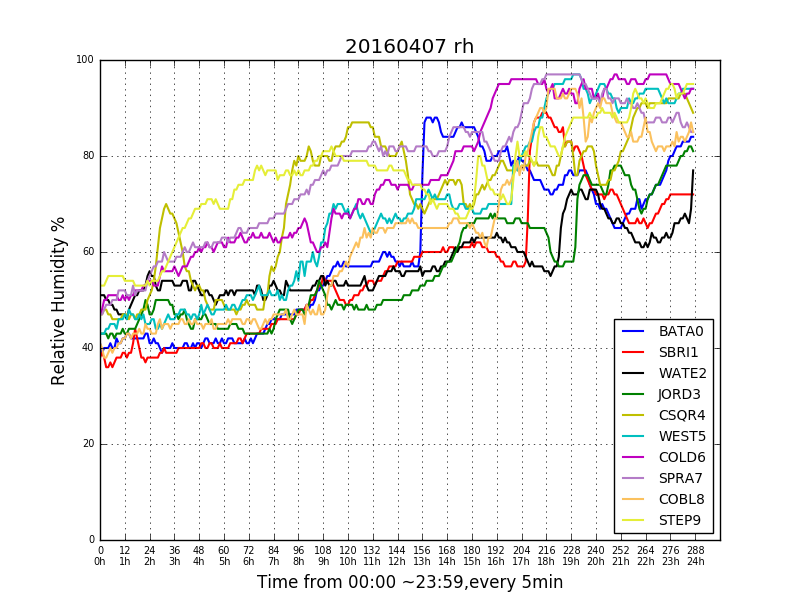 20160407 rh
100
80
60
40
20
0
Relative Humidity %
0 12 24 36 48 60 72 84 96 108 120 132 144 156 168 180 192 204 216 228 240 252 264 276 288
0h 1h 2h 3h 4h 5h 6h 7h 8h 9h 10h 11h 12h 13h 14h 15h 16h 17h 18h 19h 20h 21h 22h 23h 24h
Time from 00:00 ~23:59,every 5min
BATA0
SBRI1
WATE2
JORD3
CSQR4
WEST5
COLD6
SPRA7
COBL8
STEP9